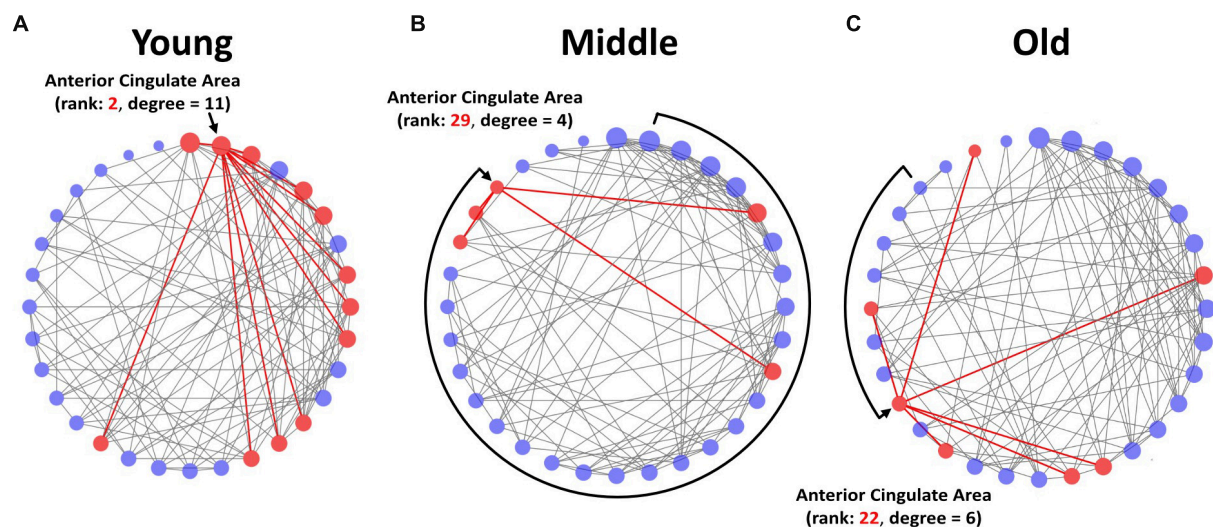 A
Young
Anterior Cingulate Area
(rank: 2, degree = 11)
B
Middle
Anterior Cingulate Area
(rank: 29, degree = 4)
C
Old
Anterior Cingulate Area
(rank: 22, degree = 6)